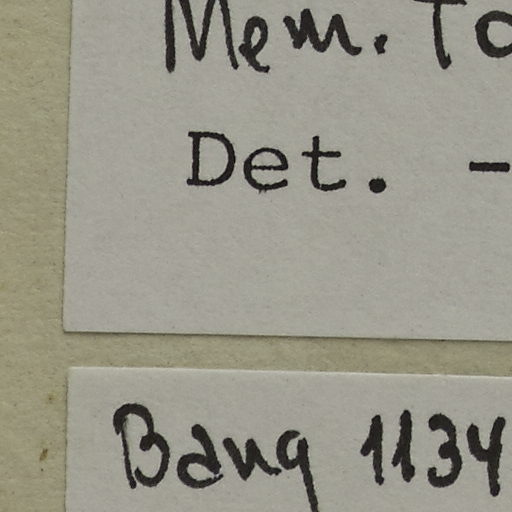 Mem. To
Det. -
Bang 1134